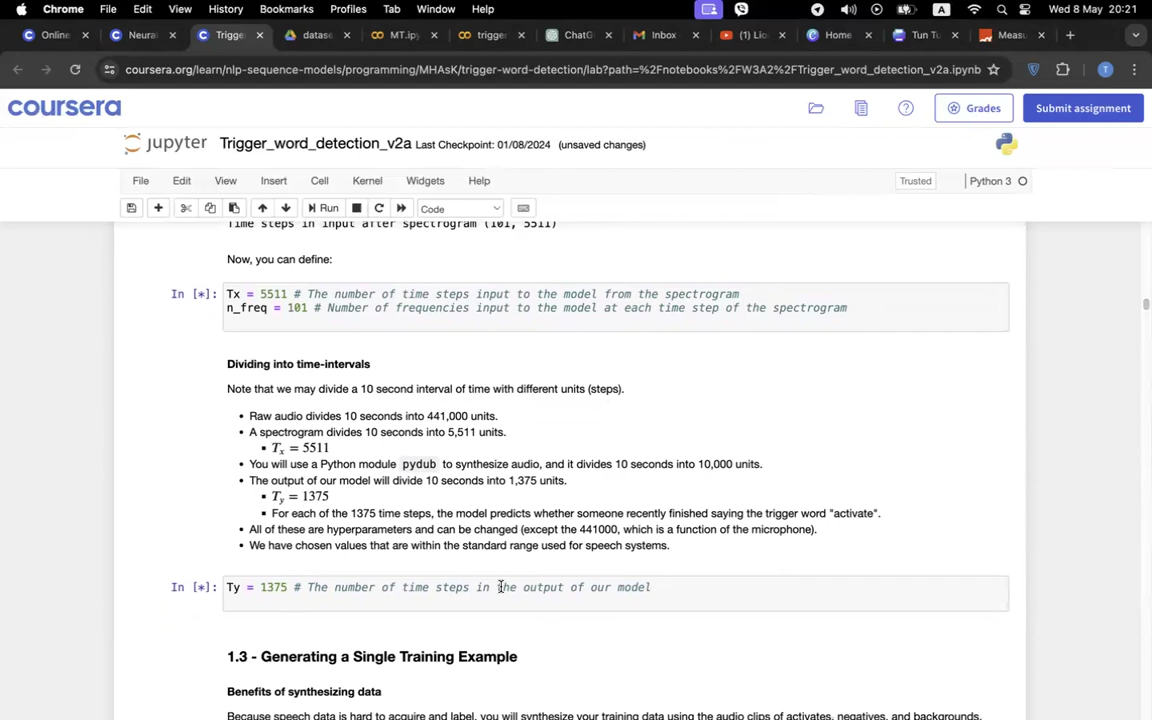 Chrome File Edit View History Bookmarks Profiles Tab Window Help A Wed 8 May 20:21
Online Neura Trigge datase MT.ipy trigger ChatG Inbox (1) Lio Home Tun Tu Measu
coursera.org/learn/nlp-sequence-models/programming/MHAsK/trigger-word-detection/lab?path=%2Fnotebooks%2FW3A2%2FTrigger_word_detection_v2a.ipynb T
coursera Grades Submit assignment
jupyter Trigger_word_detection_v2a Last Checkpoint: 01/08/2024 (unsaved changes)
File Edit View Insert Cell Kernel Widgets Help Trusted Python 3
Run Code
Time steps in input after spectrogram (101, 5511)
Now, you can define:
In [*]: Tx = 5511 # The number of time steps input to the model from the spectrogram
n_freq = 101 # Number of frequencies input to the model at each time step of the spectrogram
Dividing into time-intervals
Note that we may divide a 10 second interval of time with different units (steps).
• Raw audio divides 10 seconds into 441,000 units.
• A spectrogram divides 10 seconds into 5,511 units.
▪ Tx = 5511
• You will use a Python module pydub to synthesize audio, and it divides 10 seconds into 10,000 units.
• The output of our model will divide 10 seconds into 1,375 units.
▪ Ty = 1375
▪ For each of the 1375 time steps, the model predicts whether someone recently finished saying the trigger word "activate".
• All of these are hyperparameters and can be changed (except the 441000, which is a function of the microphone).
• We have chosen values that are within the standard range used for speech systems.
In [*]: Ty = 1375 # The number of time steps in the output of our model
1.3 - Generating a Single Training Example
Benefits of synthesizing data
Because speech data is hard to acquire and label, you will synthesize your training data using the audio clips of activates, negatives, and backgrounds.